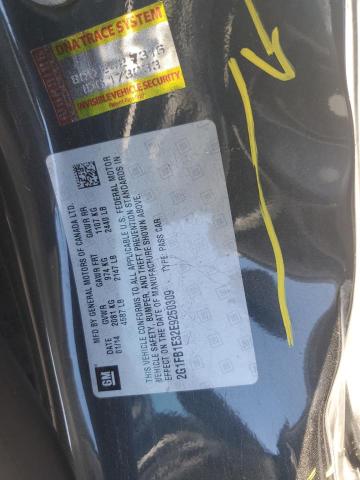 DNA TRACE SYSTEM
INVISIBLE VEHICLE SECURITY
GM
MFD BY GENERAL MOTORS OF CANADA LTD.
DATE GVWR GAWR FRT GAWR RR
01/14 2081 KG 974 KG 1107 KG
4587 LB 2147 LB 2440 LB
THIS VEHICLE CONFORMS TO ALL APPLICABLE U.S. FEDERAL MOTOR
VEHICLE SAFETY, BUMPER, AND THEFT PREVENTION STANDARDS IN
EFFECT ON THE DATE OF MANUFACTURE SHOWN ABOVE.
2G1FB1E32E9250309 TYPE: PASS CAR